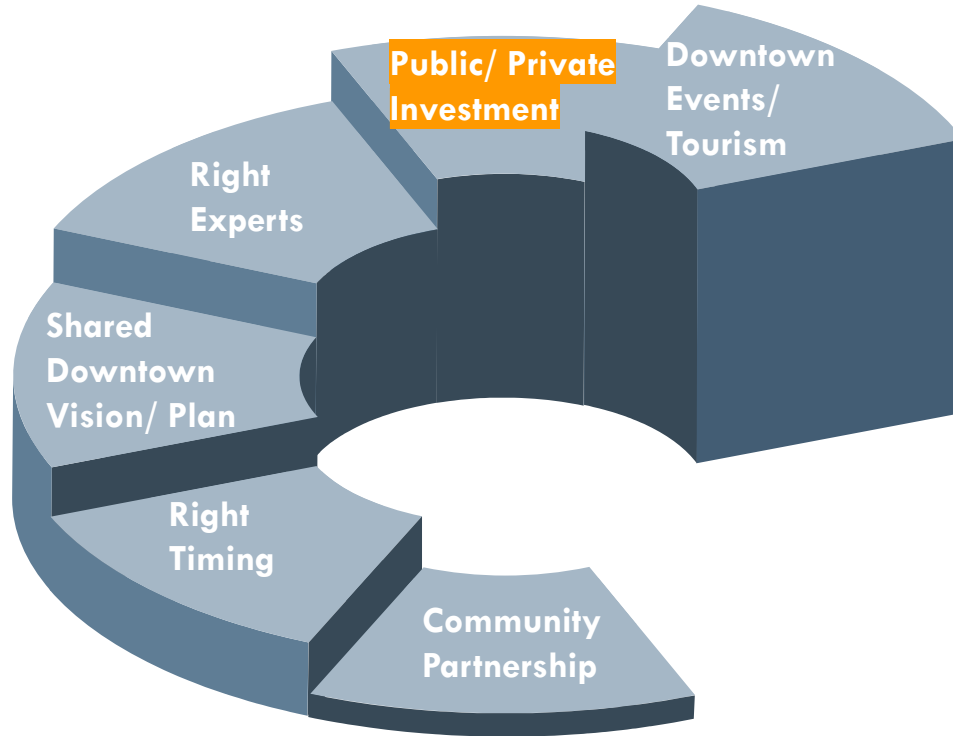 Public/ Private
Investment
Downtown
Events/
Tourism
Right
Experts
Shared
Downtown
Vision/ Plan
Right
Timing
Community
Partnership